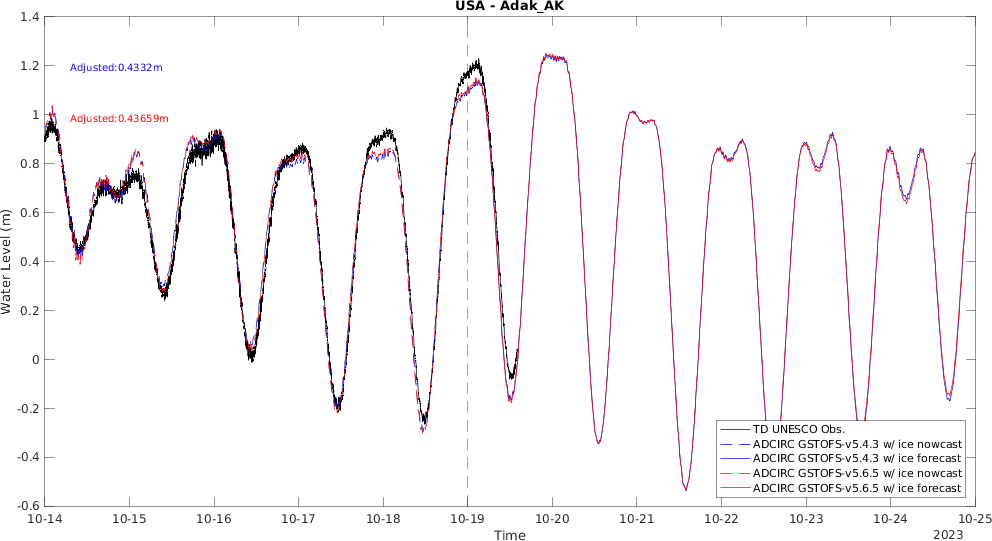 USA - Adak_AK
1.4
1.2
1
0.8
0.6
0.4
0.2
0
-0.2
-0.4
-0.6
Water Level (m)
Adjusted:0.4332m
Adjusted:0.43659m
TD UNESCO Obs.
ADCIRC GSTOFS-v5.4.3 w/ ice nowcast
ADCIRC GSTOFS-v5.4.3 w/ ice forecast
ADCIRC GSTOFS-v5.6.5 w/ ice nowcast
ADCIRC GSTOFS-v5.6.5 w/ ice forecast
10-14 10-15 10-16 10-17 10-18 10-19 10-20 10-21 10-22 10-23 10-24 10-25
Time
2023